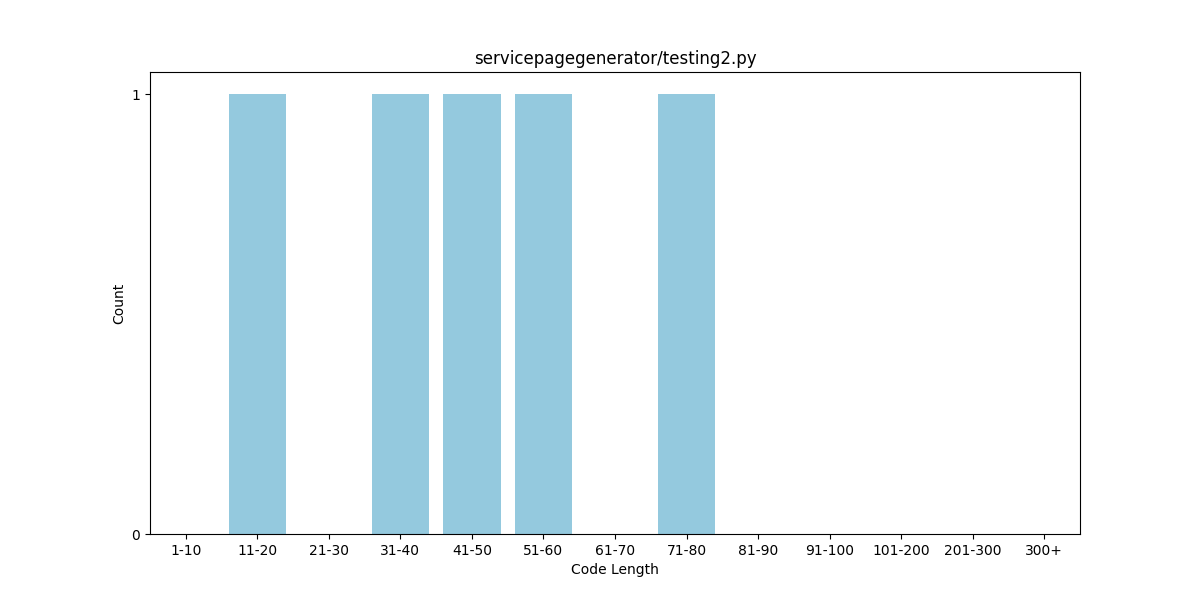 servicepagegenerator/testing2.py
1
Count
0
1-10 11-20 21-30 31-40 41-50 51-60 61-70 71-80 81-90 91-100 101-200 201-300 300+
Code Length